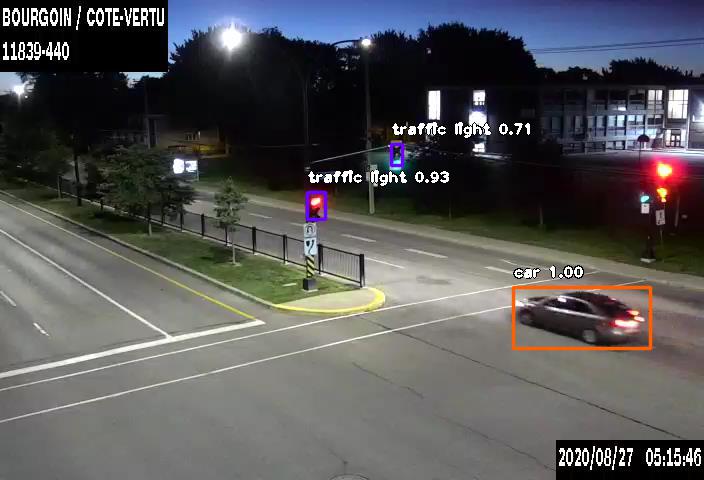 BOURGOIN / COTE-VERTU
11839-440
traffic light 0.71
traffic light 0.93
car 1.00
2020/08/27 05:15:46